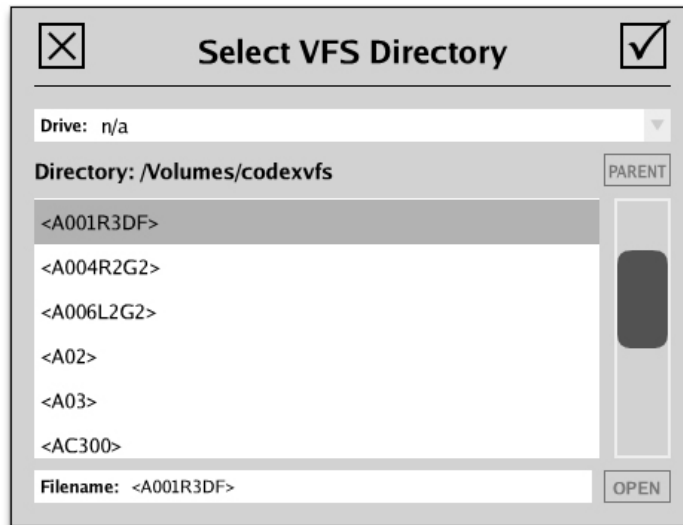 Select VFS Directory
Drive: n/a
Directory: /Volumes/codexvfs
PARENT
<A001R3DF>
<A004R2G2>
<A006L2G2>
<A02>
<A03>
<AC300>
Filename: <A001R3DF>
OPEN